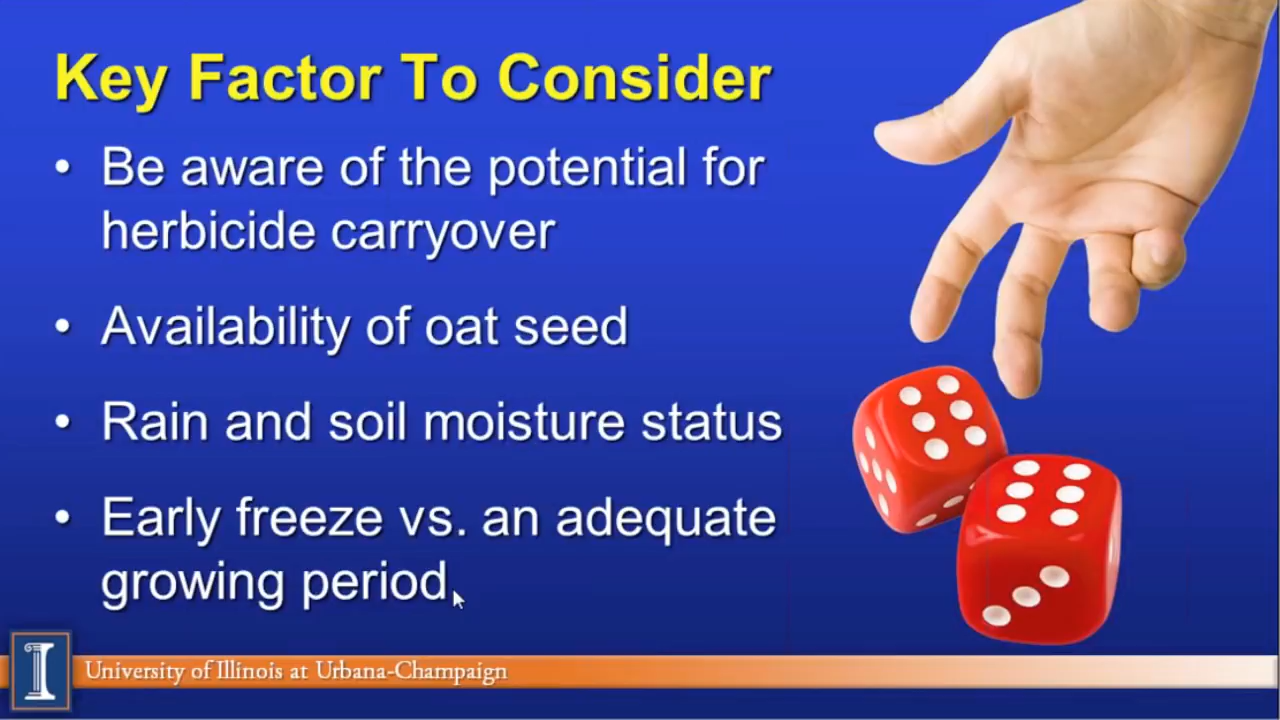 Key Factor To Consider
• Be aware of the potential for
herbicide carryover
• Availability of oat seed
• Rain and soil moisture status
• Early freeze vs. an adequate
growing period
I
University of Illinois at Urbana-Champaign